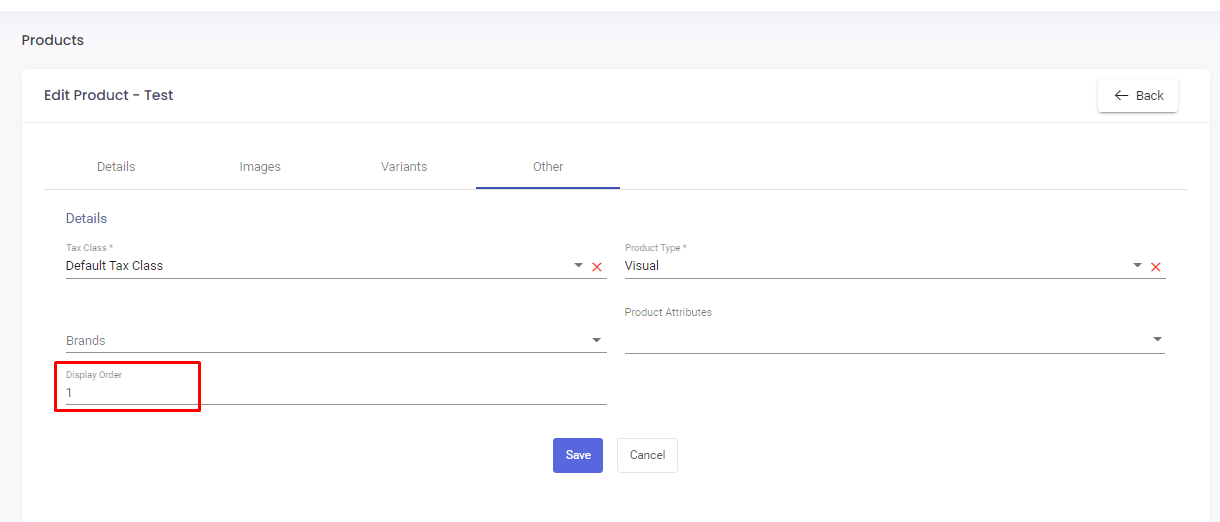 Products
Edit Product - Test
Back
Details Images Variants Other
Details
Tax Class * Product Type *
Default Tax Class Visual
Product Attributes
Brands
Display Order
1
Save Cancel